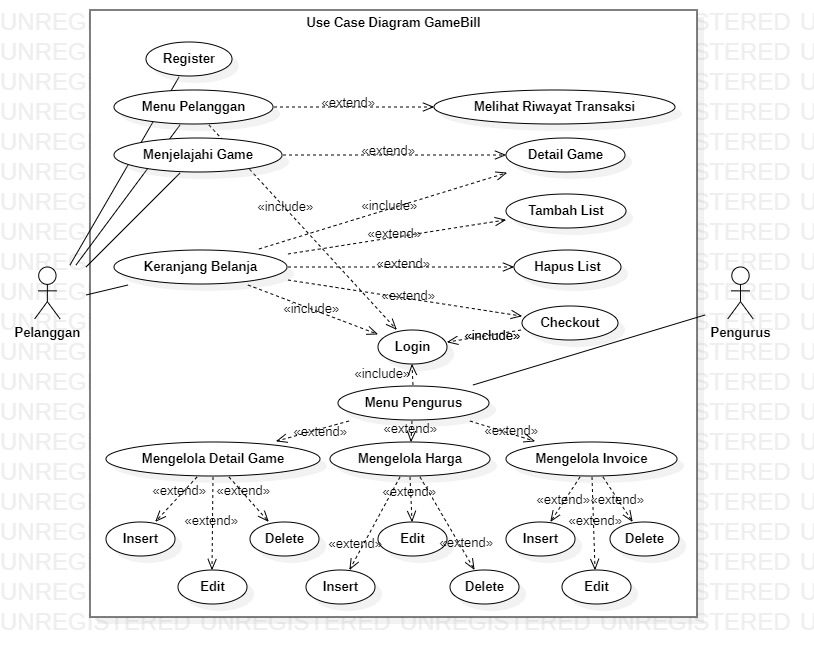 Use Case Diagram GameBill
Register
Menu Pelanggan
«extend»
Melihat Riwayat Transaksi
Menjelajahi Game
«extend»
Detail Game
«include»
«include»
Tambah List
«extend»
Keranjang Belanja
«extend»
Hapus List
«extend»
«include»
Checkout
Pelanggan
Pengurus
«include»
Login
«include»
Menu Pengurus
«extend»
«extend»
«extend»
Mengelola Detail Game
Mengelola Harga
Mengelola Invoice
«extend»
«extend»
«extend»
«extend»
«extend»
«extend»
«extend»
Insert
Delete
«extend»
Edit
«extend»
Insert
Delete
Edit
Insert
Delete
Edit
UNREGISTERED UNREGISTERED UNREGISTERED UNREGISTERED